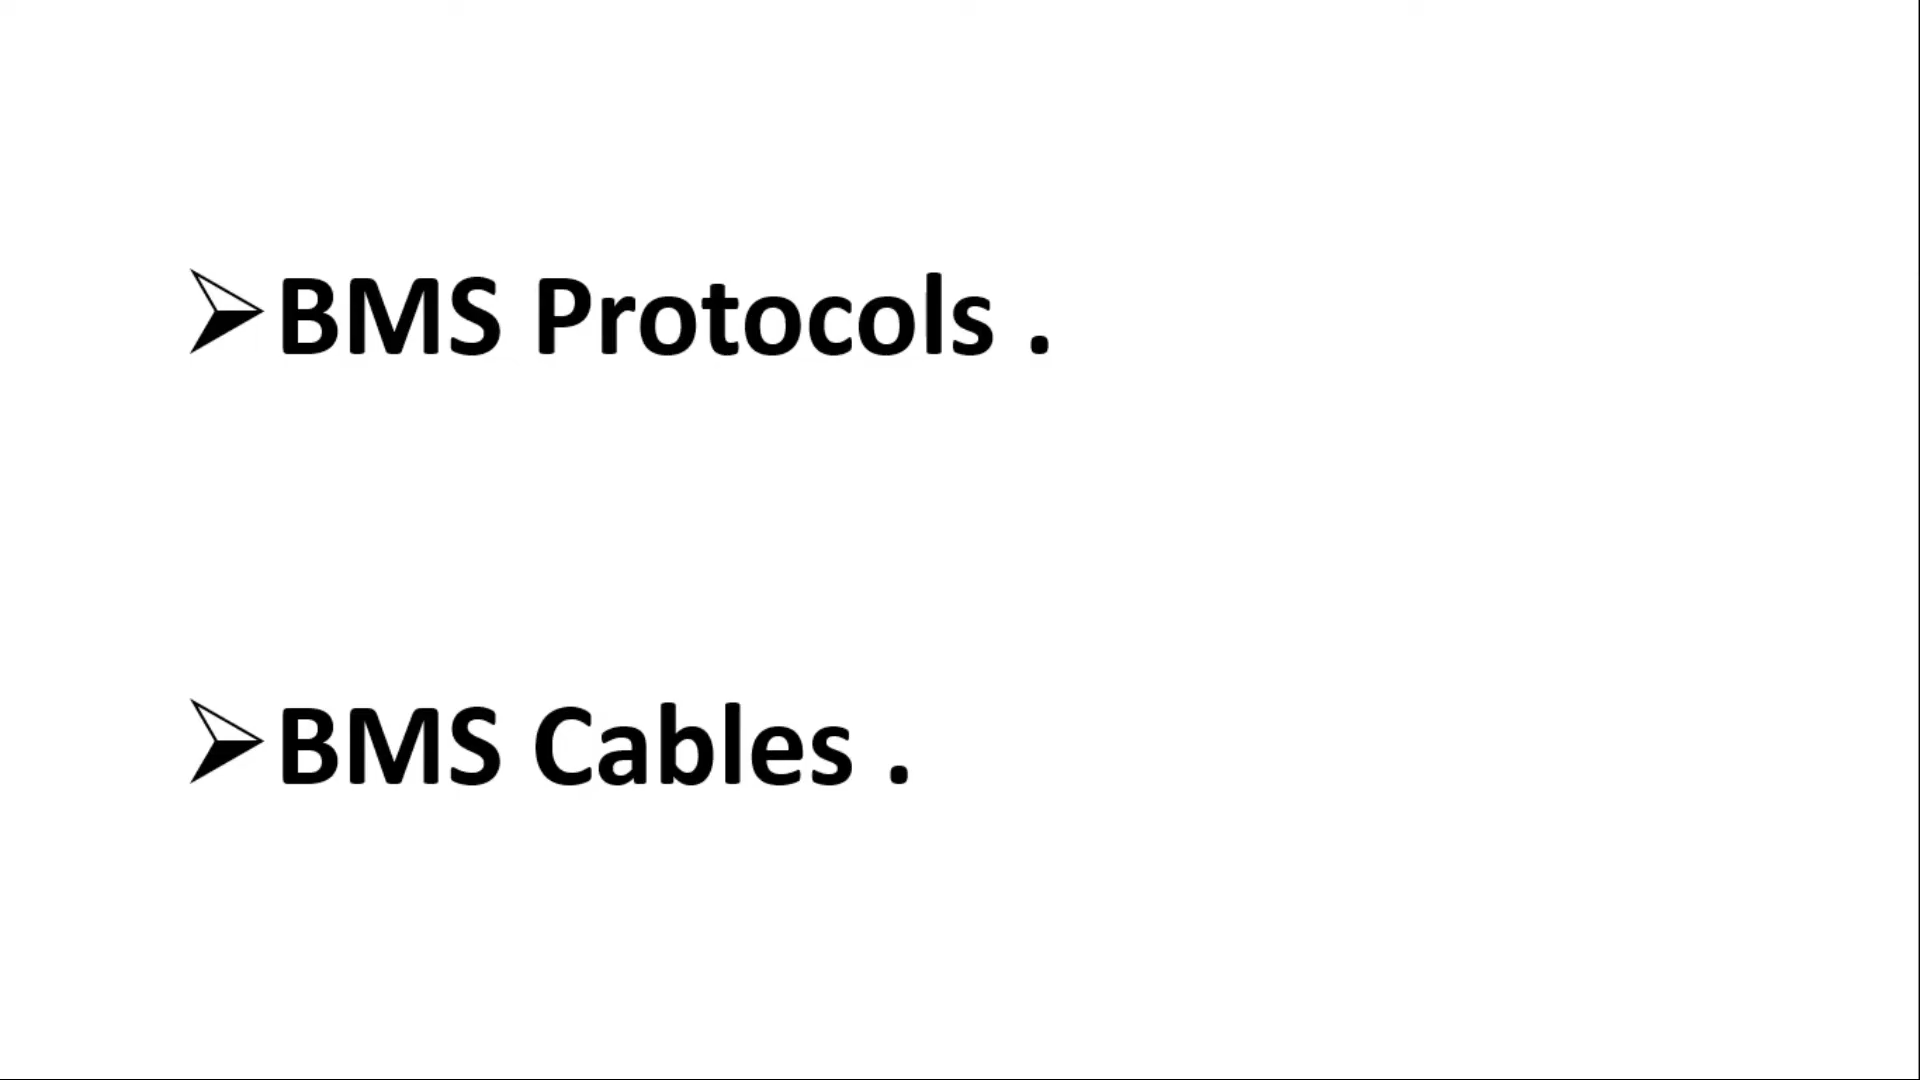 ➢BMS Protocols .
➢BMS Cables .